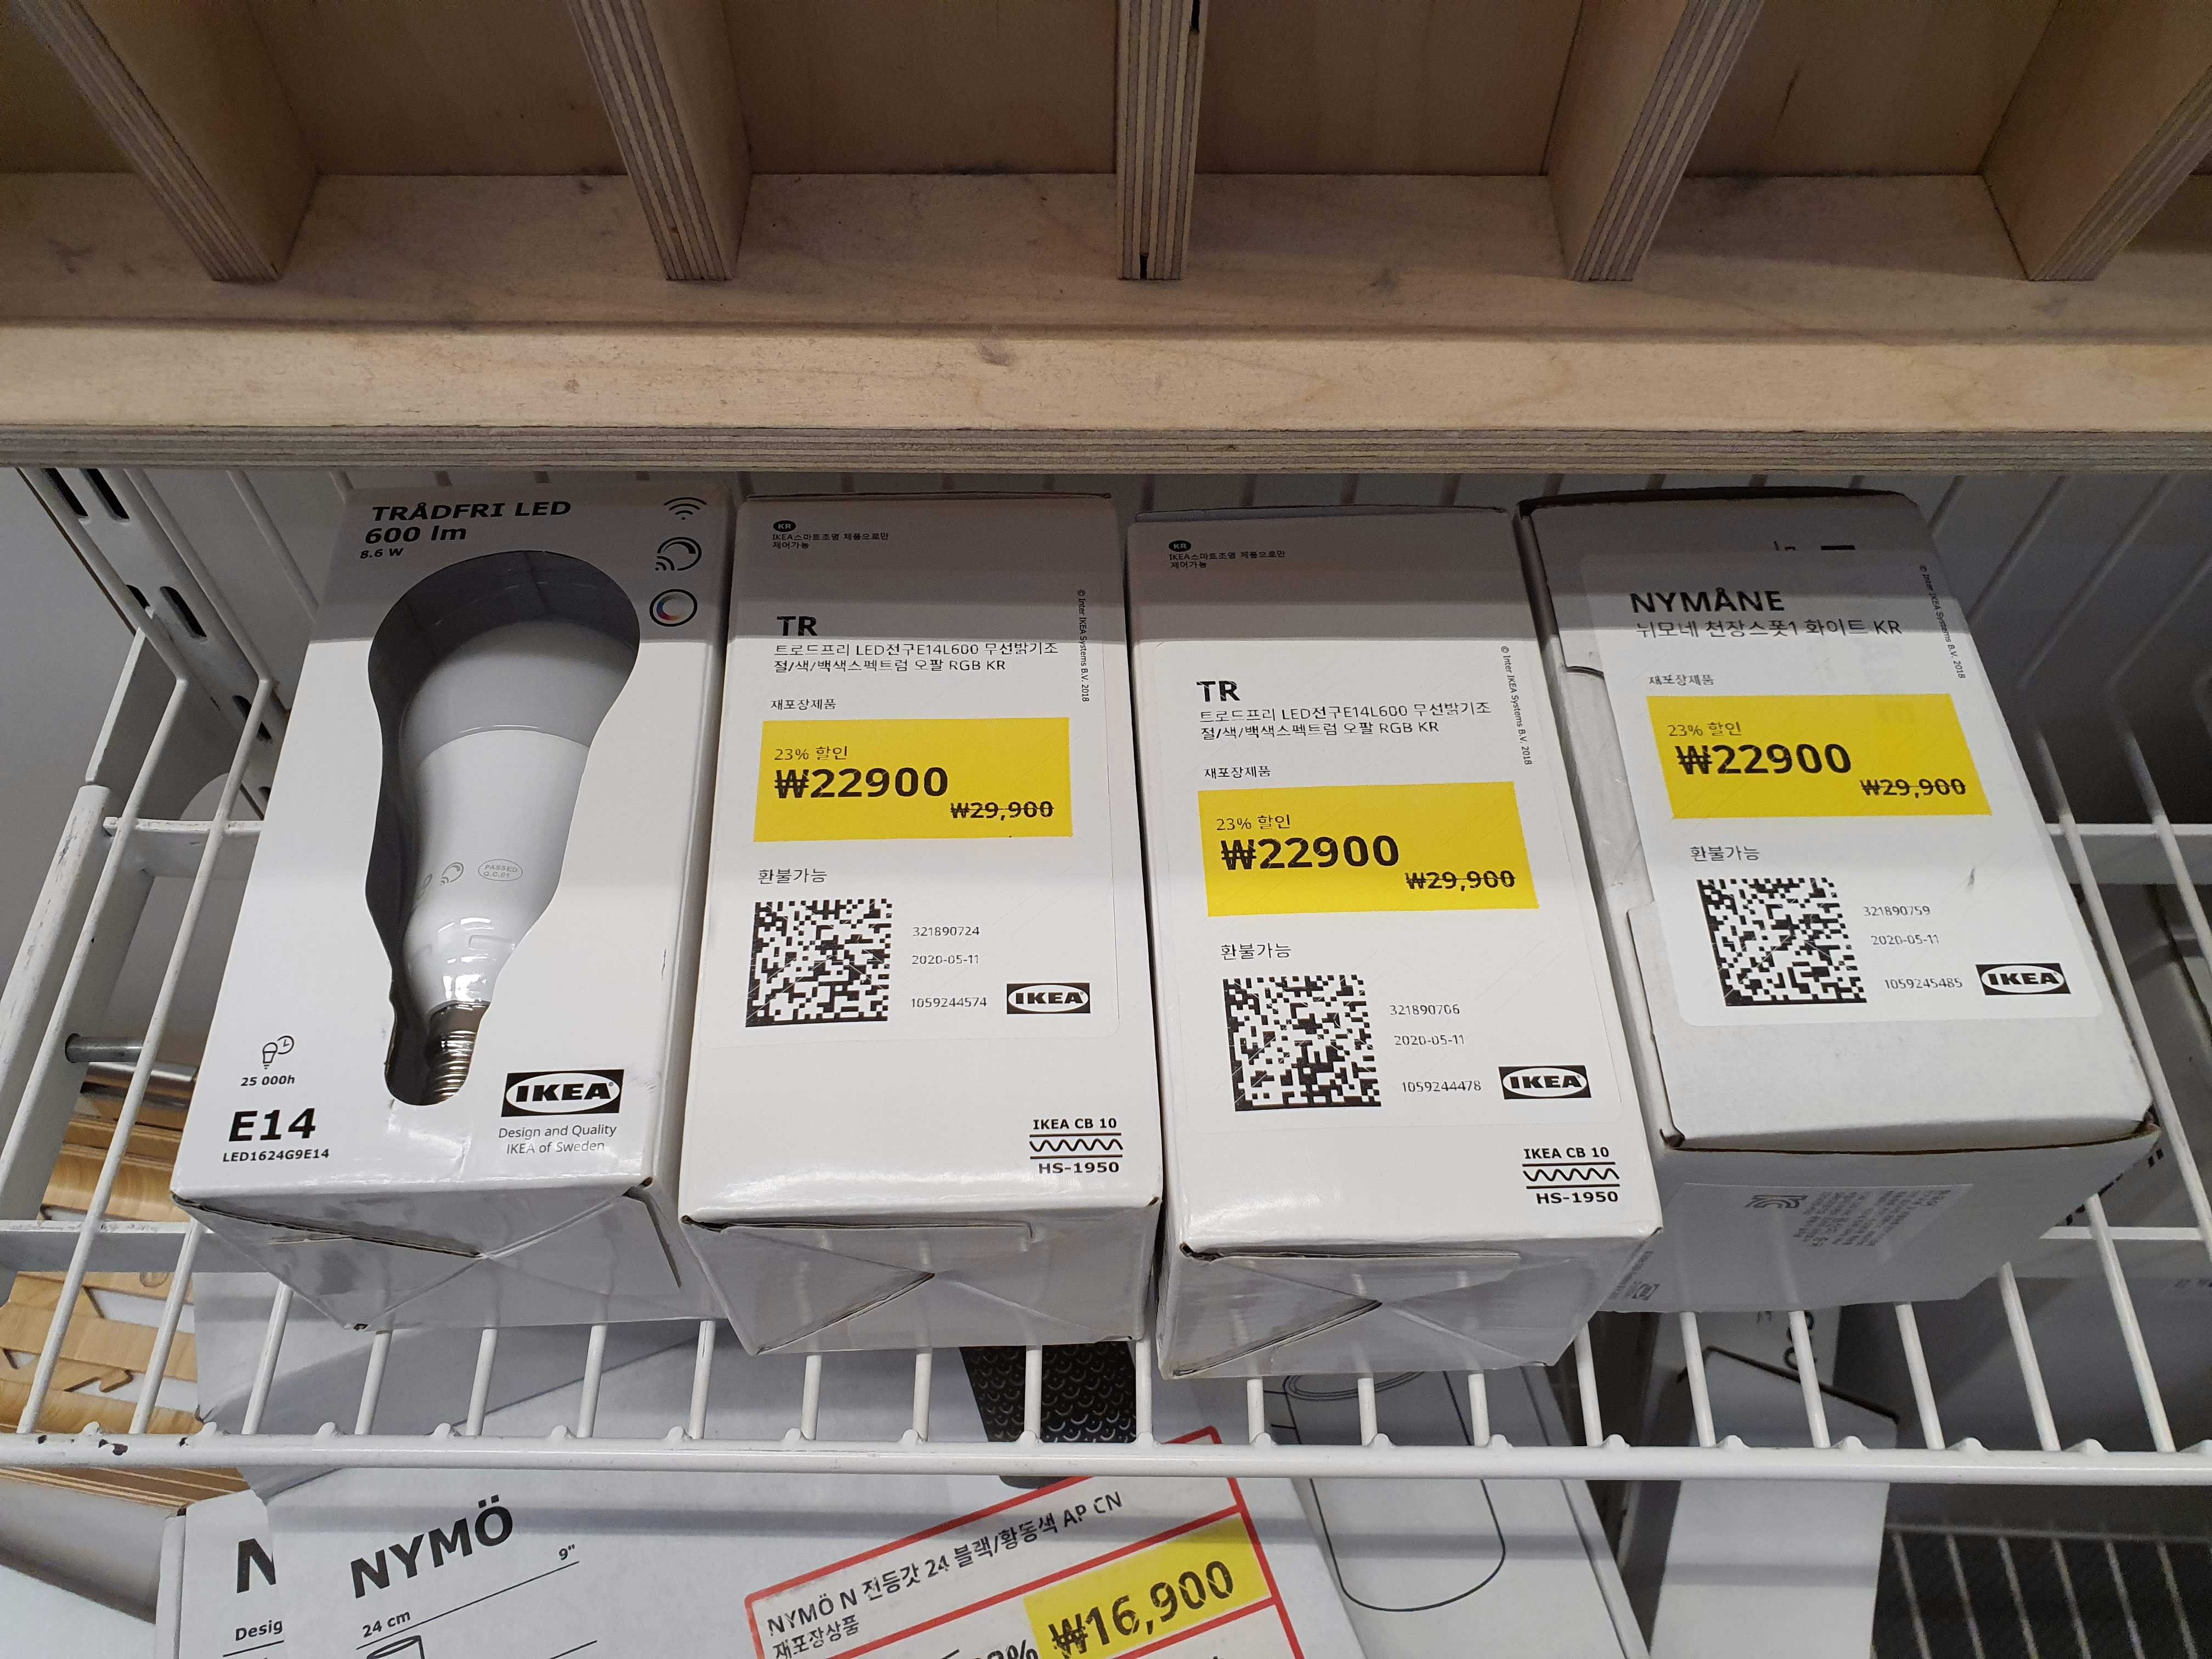 TRÅDFRI LED
600 lm
8.6 W
PASSED
Q.C.01
25 000h
E14
LED1624G9E14
IKEA
Design and Quality
IKEA of Sweden
KR
IKEA스마트조명 제품으로만
제어가능
© Inter IKEA Systems B.V. 2018
TR
트로드프리 LED전구E14L600 무선밝기조
절/색/백색스펙트럼 오팔 RGB KR
재포장제품
23% 할인
₩22900
₩29,900
환불가능
321890724
2020-05-11
1059244574
IKEA
IKEA CB 10
HS-1950
KR
IKEA스마트조명 제품으로만
제어가능
© Inter IKEA Systems B.V. 2018
TR
트로드프리 LED전구E14L600 무선밝기조
절/색/백색스펙트럼 오팔 RGB KR
재포장제품
23% 할인
₩22900
₩29,900
환불가능
321890706
2020-05-11
1059244478
IKEA
IKEA CB 10
HS-1950
© Inter IKEA Systems B.V. 2018
NYMÅNE
뉘모네 천장스폿1 화이트 KR
재포장제품
23% 할인
₩22900
₩29,900
환불가능
321890759
2020-05-11
1059245485
IKEA
N
Desig
NYMÖ
9"
24 cm
NYMÖ N 전등갓 24 블랙/황동색 AP CN
재포장상품
₩16,900